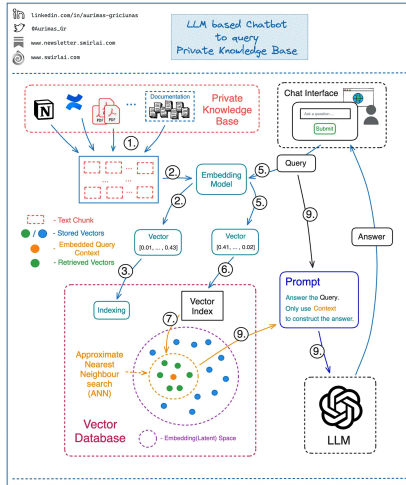 linkedin.com/in/aurimas-griciunas
@Aurimas_Gr
www.newsletter.swirlai.com
www.swirlai.com
LLM based Chatbot
to query
Private Knowledge Base
N
PDF
PDF
PDF
...
Documentation
Private
Knowledge
Base
Chat Interface
Ask a question...
Submit
1.
...
... ...
...
2.
Embedding
Model
5.
Query
2.
5.
9.
Answer
- Text Chunk
/ - Stored Vectors
- Embedded Query
Context
- Retrieved Vectors
Vector
[0.01, ... , 0.43]
Vector
[0.41, ... , 0.02]
3.
6.
Indexing
Vector
Index
Prompt
Answer the Query.
Only use Context
to construct the answer.
7.
9.
9.
Approximate
Nearest
Neighbour
search
(ANN)
Vector
Database
- Embedding(Latent) Space
LLM